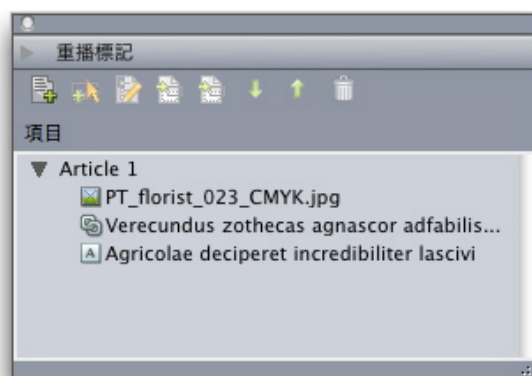 重播標記
項目
Article 1
PT_florist_023_CMYK.jpg
Verecundus zothecas agnascor adfabilis...
A
Agricolae deciperet incredibiliter lascivi